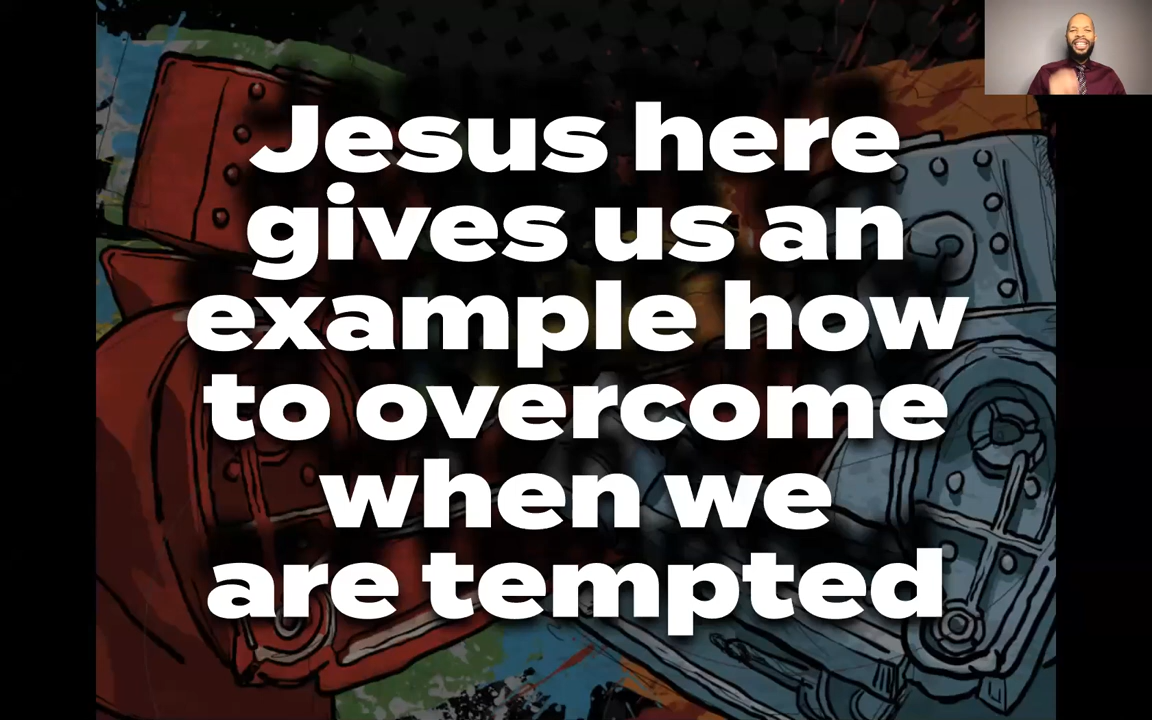 Jesus here
gives us an
example how
to overcome
when we
are tempted